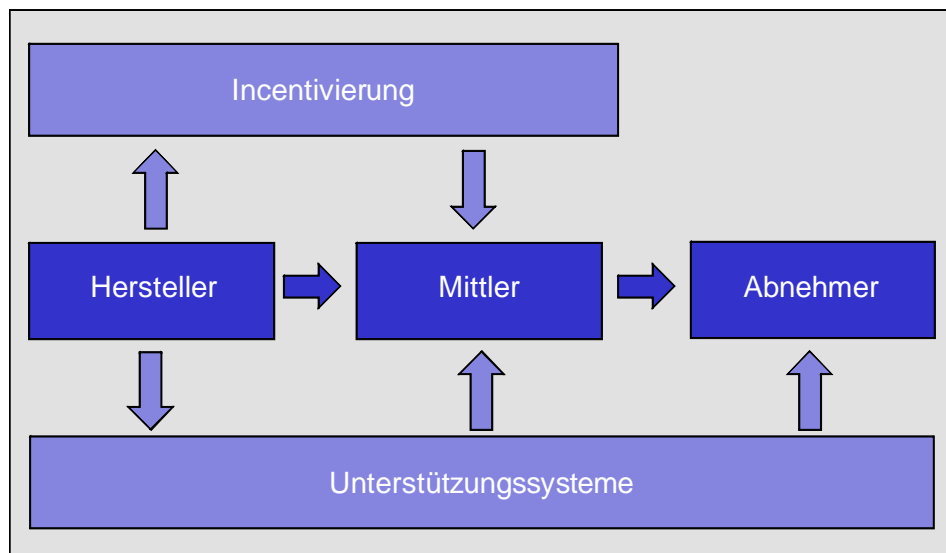 Incentivierung
Hersteller
Mittler
Abnehmer
Unterstützungssysteme